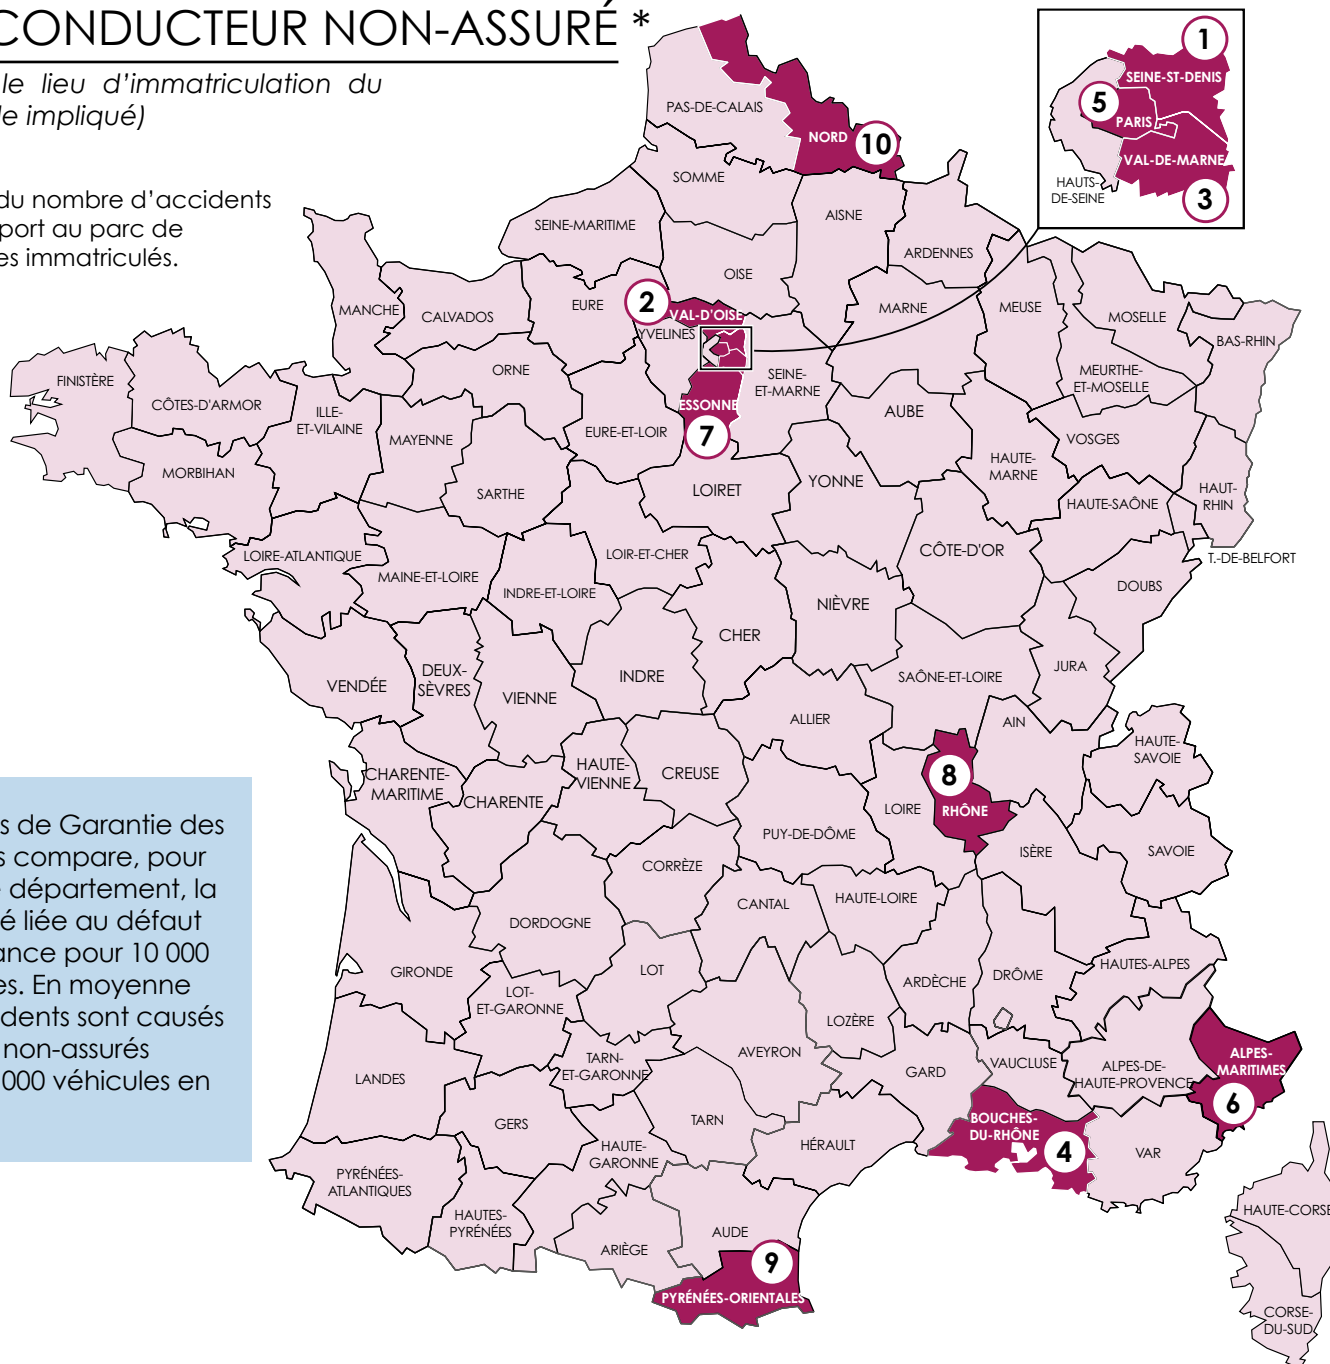 CONDUCTEUR NON-ASSURÉ *
le lieu d'immatriculation du
le impliqué)
du nombre d'accidents
port au parc de
es immatriculés.
1
SEINE-ST-DENIS
5
PARIS
VAL-DE-MARNE
HAUTS-
DE-SEINE
3
PAS-DE-CALAIS
NORD
10
SOMME
SEINE-MARITIME
AISNE
ARDENNES
OISE
MANCHE
CALVADOS
EURE
2
VAL-D'OISE
YVELINES
MARNE
MEUSE
MOSELLE
BAS-RHIN
MEURTHE-
ET-MOSELLE
FINISTÈRE
CÔTES-D'ARMOR
ILLE-
ET-VILAINE
MAYENNE
ORNE
SEINE-
ET-MARNE
ESSONNE
7
EURE-ET-LOIR
AUBE
HAUTE-
MARNE
VOSGES
MORBIHAN
SARTHE
LOIRET
YONNE
HAUTE-SAÔNE
HAUT-
RHIN
T.-DE-BELFORT
LOIRE-ATLANTIQUE
MAINE-ET-LOIRE
INDRE-ET-LOIRE
LOIR-ET-CHER
CÔTE-D'OR
DOUBS
NIÈVRE
CHER
VENDÉE
DEUX-
SÈVRES
VIENNE
INDRE
SAÔNE-ET-LOIRE
JURA
ALLIER
AIN
HAUTE-
SAVOIE
CHARENTE-
MARITIME
CHARENTE
HAUTE-
VIENNE
CREUSE
8
RHÔNE
LOIRE
PUY-DE-DÔME
ISÈRE
SAVOIE
s de Garantie des
s compare, pour
e département, la
é liée au défaut
ance pour 10 000
es. En moyenne
idents sont causés
non-assurés
000 véhicules en
CORRÈZE
CANTAL
HAUTE-LOIRE
DORDOGNE
GIRONDE
LOT
LOT-
ET-GARONNE
ARDÈCHE
DRÔME
HAUTES-ALPES
LOZÈRE
AVEYRON
LANDES
TARN-
ET-GARONNE
GARD
VAUCLUSE
ALPES-DE-
HAUTE-PROVENCE
ALPES-
MARITIMES
6
GERS
TARN
HÉRAULT
BOUCHES-
DU-RHÔNE
4
VAR
HAUTE-
GARONNE
PYRÉNÉES-
ATLANTIQUES
HAUTES-
PYRÉNÉES
ARIÈGE
AUDE
9
PYRÉNÉES-ORIENTALES
HAUTE-CORSE
CORSE-
DU-SUD